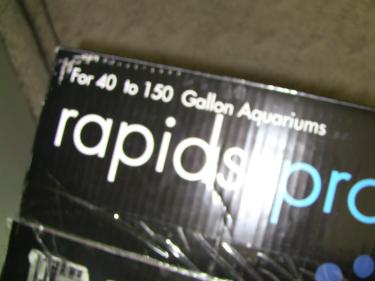 For 40 to 150 Gallon Aquariums
rapids pro